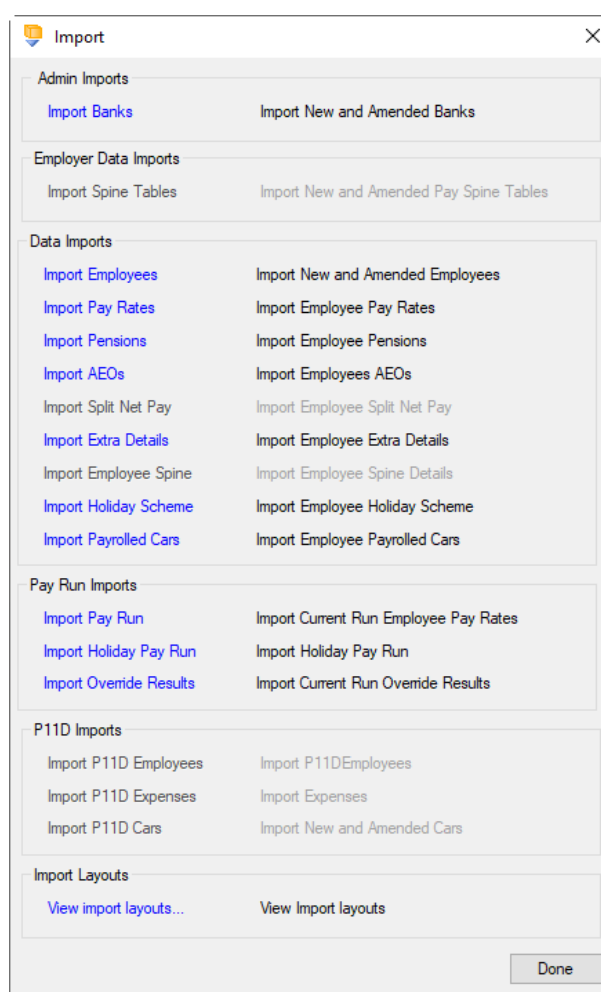 Import
Admin Imports
Import Banks Import New and Amended Banks
Employer Data Imports
Import Spine Tables Import New and Amended Pay Spine Tables
Data Imports
Import Employees Import New and Amended Employees
Import Pay Rates Import Employee Pay Rates
Import Pensions Import Employee Pensions
Import AEOs Import Employees AEOs
Import Split Net Pay Import Employee Split Net Pay
Import Extra Details Import Employee Extra Details
Import Employee Spine Import Employee Spine Details
Import Holiday Scheme Import Employee Holiday Scheme
Import Payrolled Cars Import Employee Payrolled Cars
Pay Run Imports
Import Pay Run Import Current Run Employee Pay Rates
Import Holiday Pay Run Import Holiday Pay Run
Import Override Results Import Current Run Override Results
P11D Imports
Import P11D Employees Import P11DEmployees
Import P11D Expenses Import Expenses
Import P11D Cars Import New and Amended Cars
Import Layouts
View import layouts... View Import layouts
Done